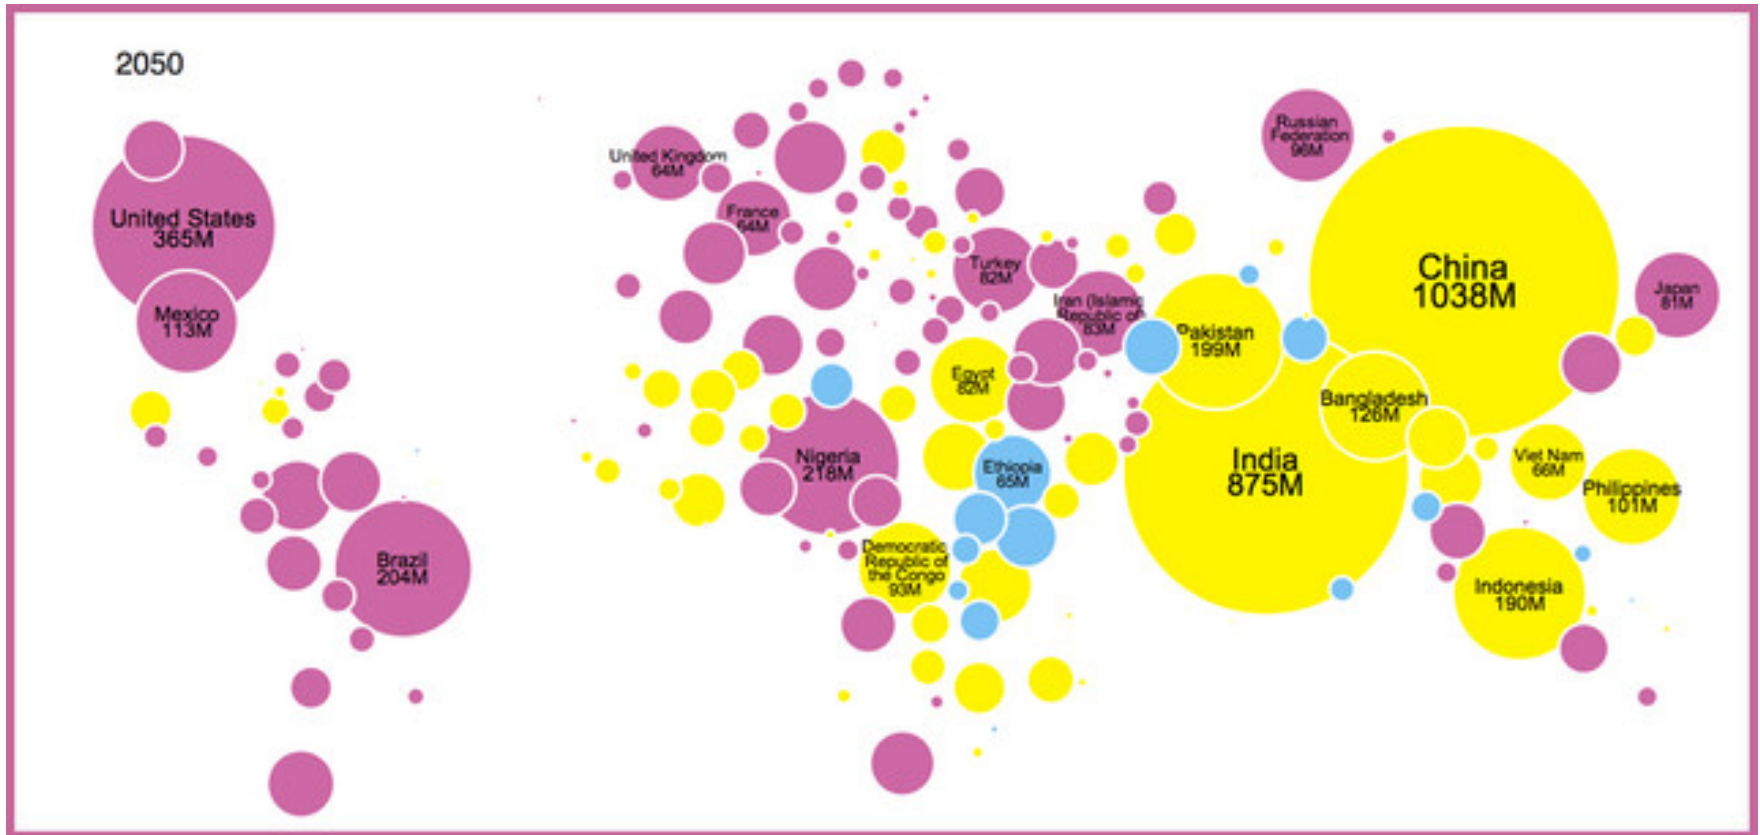 2050
United States
365M
Mexico
113M
Brazil
204M
United Kingdom
64M
France
64M
Turkey
82M
Iran (Islamic
Republic of
83M
Russian
Federation
96M
China
1038M
Japan
81M
Pakistan
199M
Egypt
82M
Bangladesh
126M
India
875M
Nigeria
218M
Ethiopia
65M
Viet Nam
66M
Philippines
101M
Democratic
Republic of
the Congo
93M
Indonesia
190M